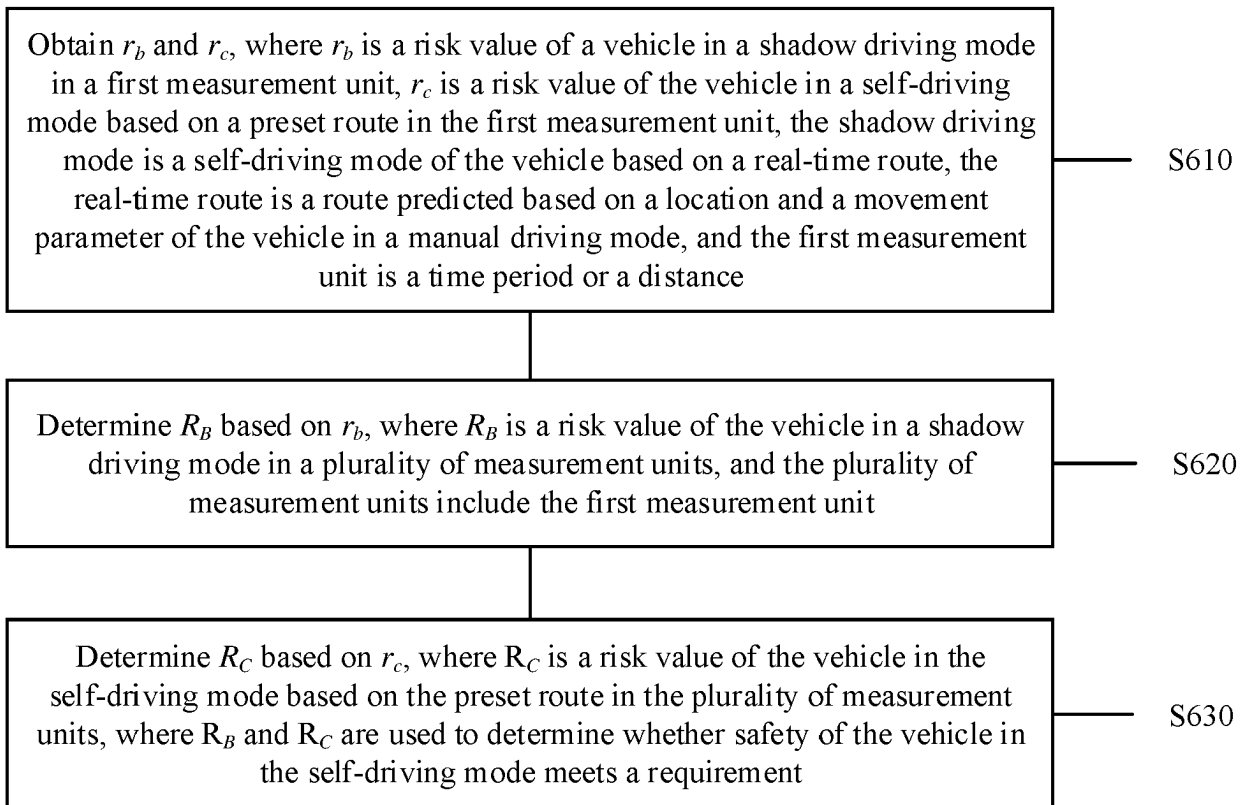 Obtain r_b and r_c, where r_b is a risk value of a vehicle in a shadow driving mode
in a first measurement unit, r_c is a risk value of the vehicle in a self-driving
mode based on a preset route in the first measurement unit, the shadow driving
mode is a self-driving mode of the vehicle based on a real-time route, the
real-time route is a route predicted based on a location and a movement
parameter of the vehicle in a manual driving mode, and the first measurement
unit is a time period or a distance
S610
Determine R_B based on r_b, where R_B is a risk value of the vehicle in a shadow
driving mode in a plurality of measurement units, and the plurality of
measurement units include the first measurement unit
S620
Determine R_C based on r_c, where R_C is a risk value of the vehicle in the
self-driving mode based on the preset route in the plurality of measurement
units, where R_B and R_C are used to determine whether safety of the vehicle in
the self-driving mode meets a requirement
S630